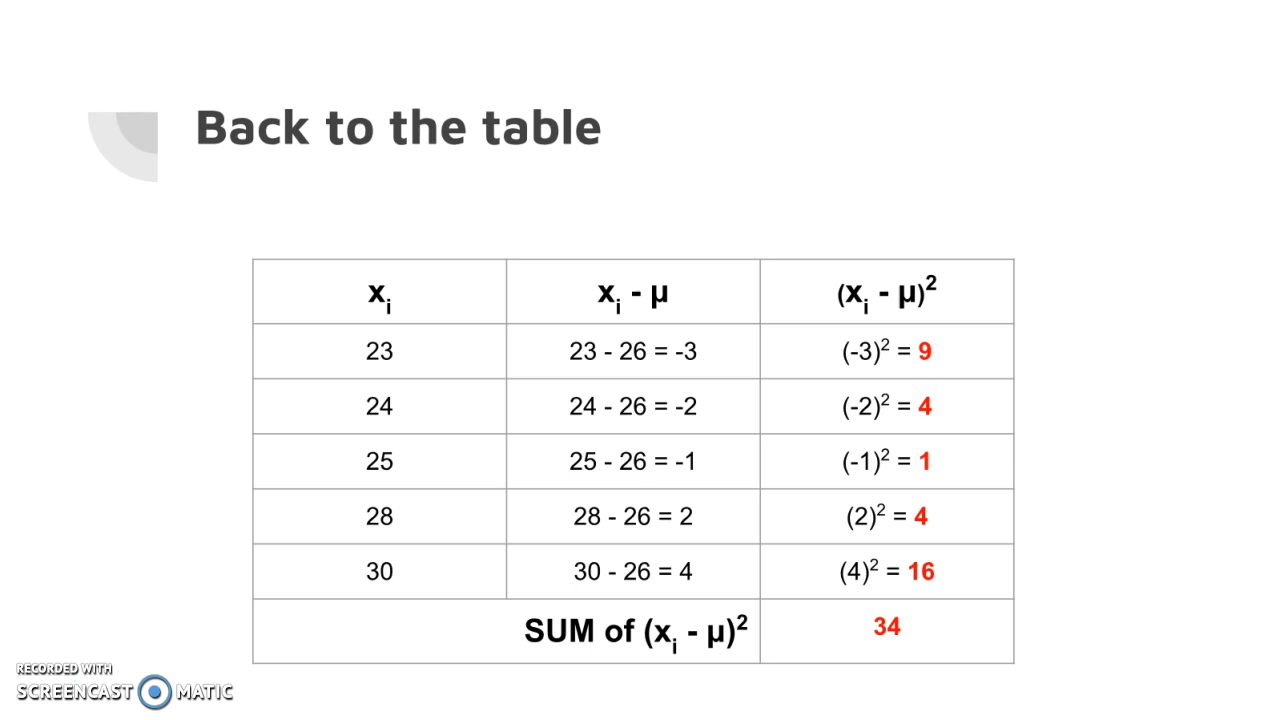 Back to the table
xᵢ xᵢ - µ (xᵢ - µ)²
23 23 - 26 = -3 (-3)² = 9
24 24 - 26 = -2 (-2)² = 4
25 25 - 26 = -1 (-1)² = 1
28 28 - 26 = 2 (2)² = 4
30 30 - 26 = 4 (4)² = 16
SUM of (xᵢ - µ)² 34
RECORDED WITH
SCREENCAST MATIC